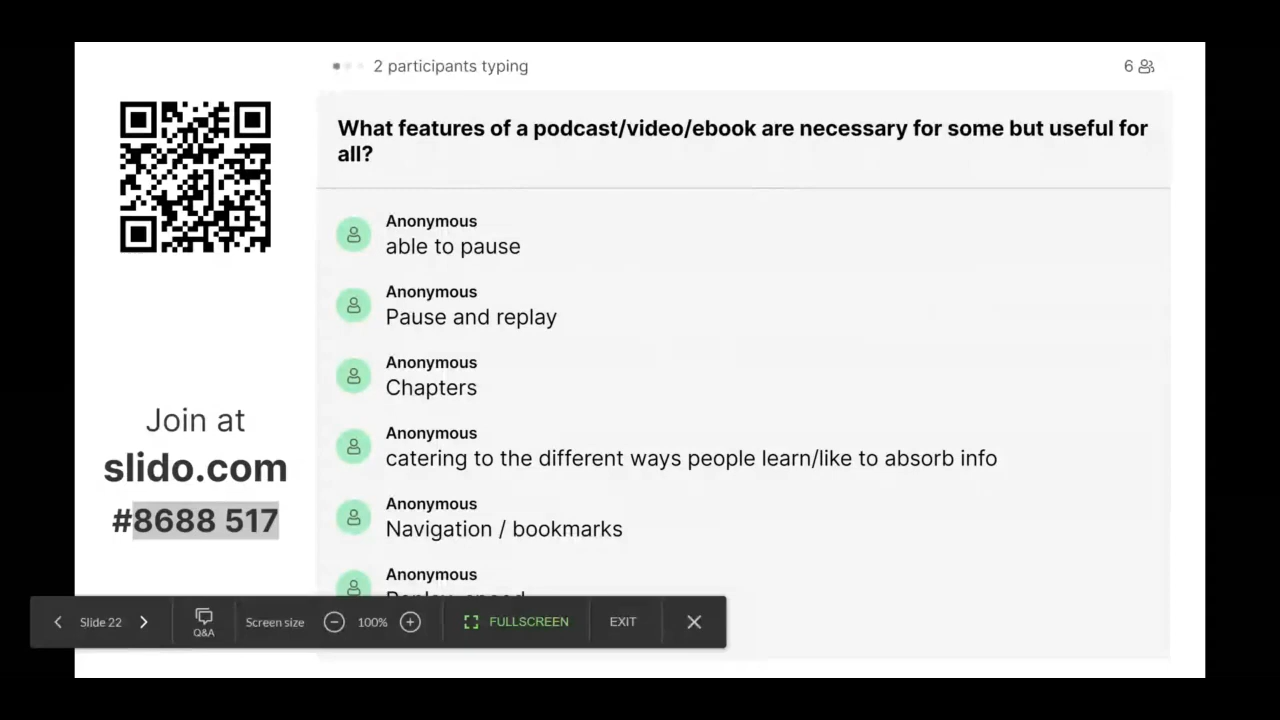 2 participants typing
6
What features of a podcast/video/ebook are necessary for some but useful for
all?
Anonymous
able to pause
Anonymous
Pause and replay
Anonymous
Chapters
Anonymous
catering to the different ways people learn/like to absorb info
Anonymous
Navigation / bookmarks
Anonymous
Join at
slido.com
#8688 517
Slide 22
Q&A
Screen size
100%
FULLSCREEN
EXIT